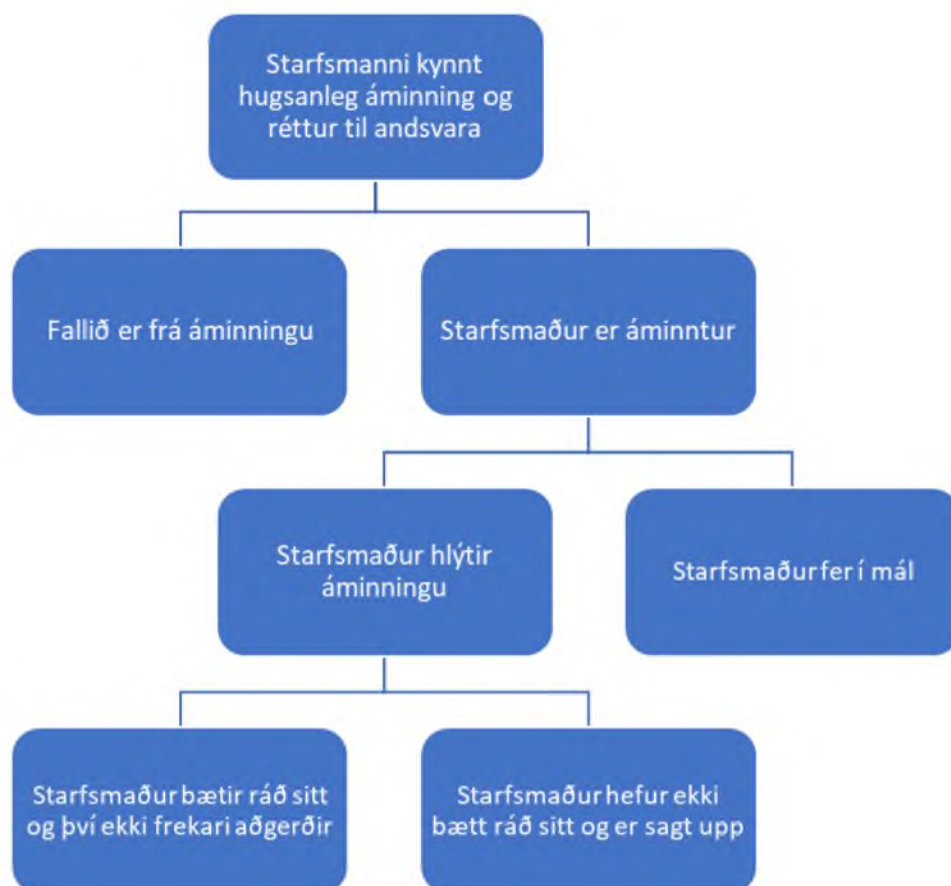 Starfsmanni kynnt
hugsanleg áminning og
réttur til andsvara
Fallið er frá áminningu
Starfsmaður er áminntur
Starfsmaður hlýtir
áminningu
Starfsmaður fer í mál
Starfsmaður bætir ráð sitt
og því ekki frekari aðgerðir
Starfsmaður hefur ekki
bætt ráð sitt og er sagt upp